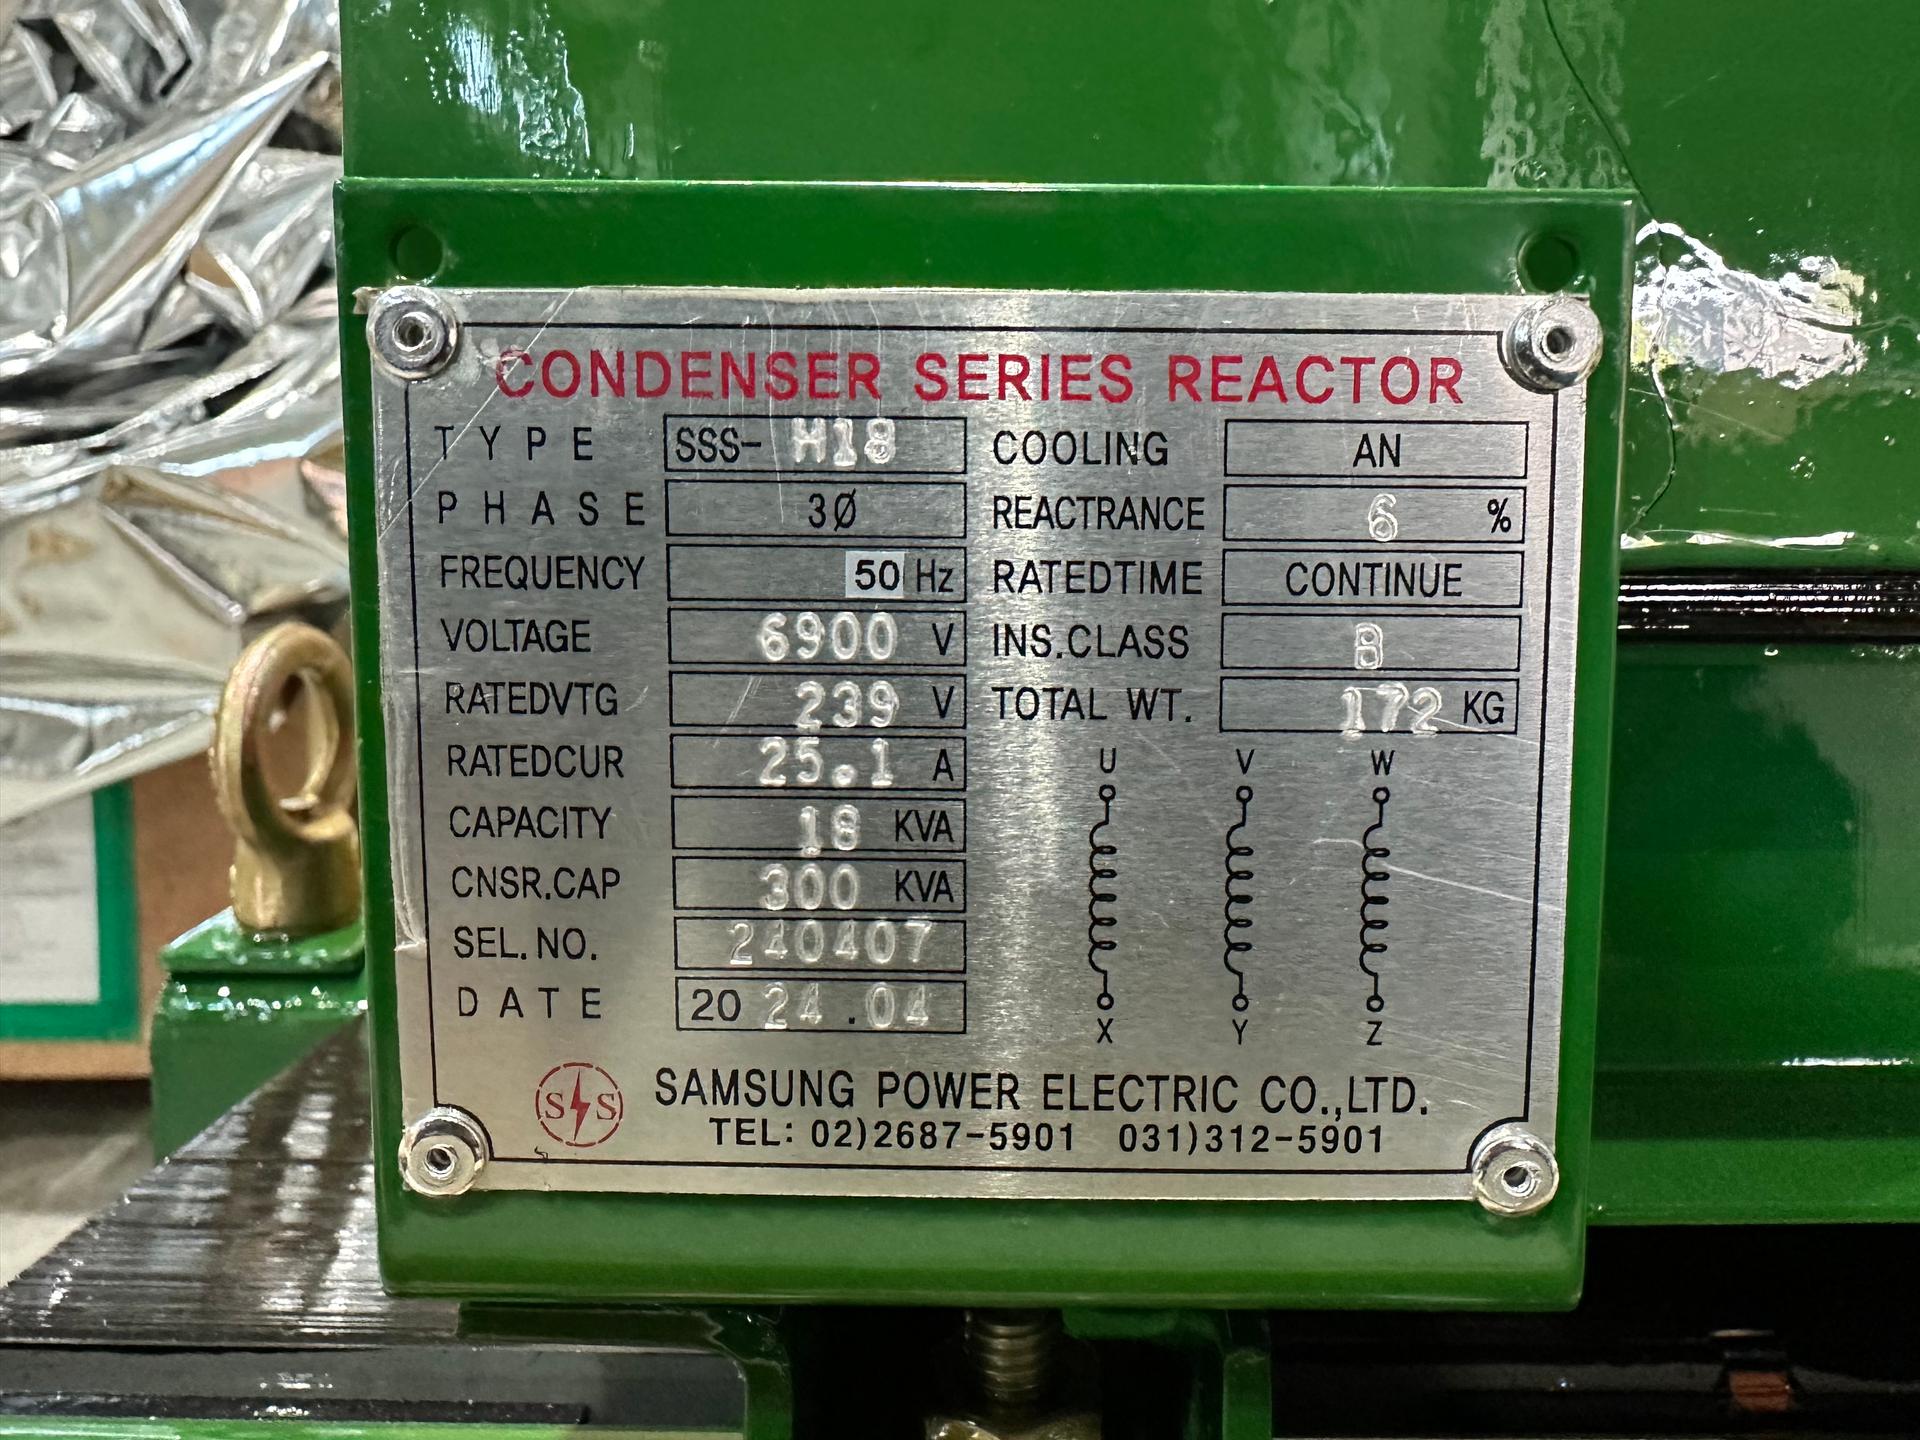 CONDENSER SERIES REACTOR
TYPE SSS- H18 COOLING AN
PHASE 3Ø REACTRANCE 6 %
FREQUENCY 50 Hz RATEDTIME CONTINUE
VOLTAGE 6900 V INS.CLASS B
RATEDVTG 239 V TOTAL WT. 172 KG
RATEDCUR 25.1 A
CAPACITY 18 KVA
CNSR.CAP 300 KVA
SEL.NO. 240407
DATE 2024.04
U V W
X Y Z
S S SAMSUNG POWER ELECTRIC CO.,LTD.
TEL: 02)2687-5901 031)312-5901